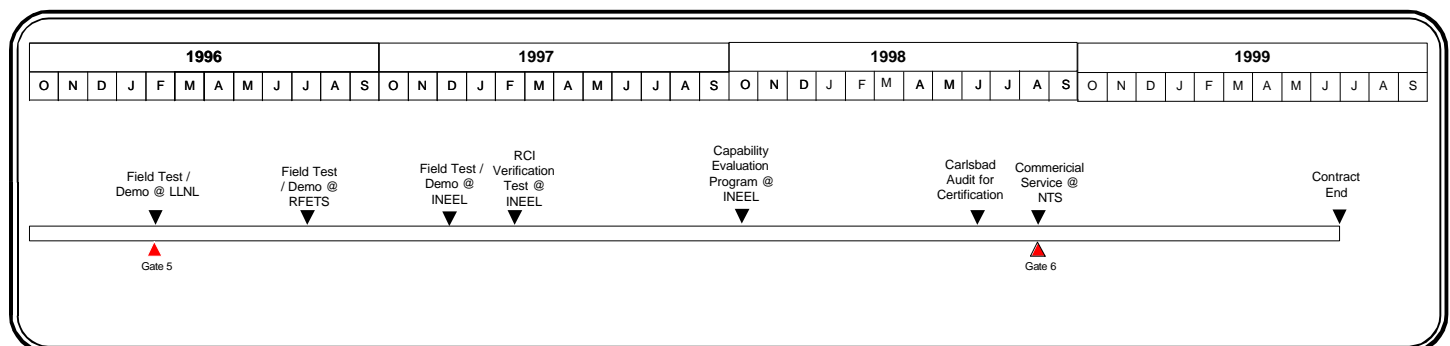 1996 1997 1998 1999
O N D J F M A M J J A S O N D J F M A M J J A S O N D J F M A M J J A S O N D J F M A M J J A S
Field Test /
Demo @ LLNL
Field Test
/ Demo @
RFETS
Field Test /
Demo @
INEEL
RCI
Verification
Test @
INEEL
Capability
Evaluation
Program @
INEEL
Carlsbad
Audit for
Certification
Commericial
Service @
NTS
Contract
End
Gate 5
Gate 6